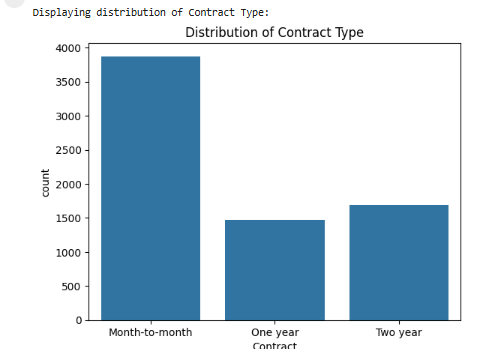 Displaying distribution of Contract Type:
Distribution of Contract Type
4000
3500
3000
2500
2000
1500
1000
500
0
count
Month-to-month One year Two year
Contract